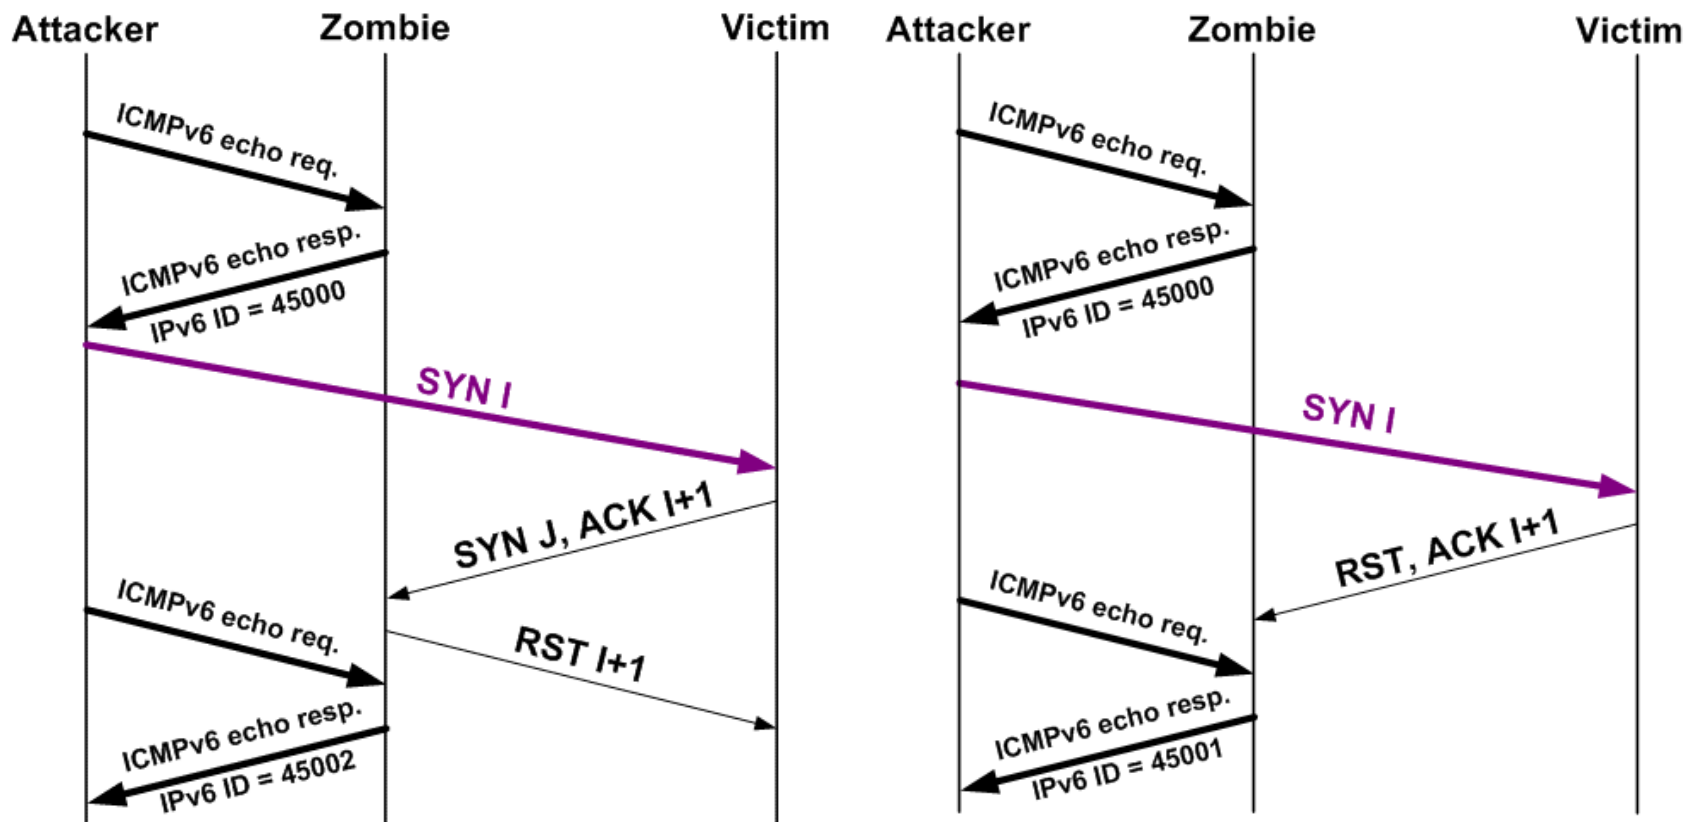 Attacker
Zombie
Victim
ICMPv6 echo req.
ICMPv6 echo resp.
IPv6 ID = 45000
SYN I
SYN J, ACK I+1
ICMPv6 echo req.
RST I+1
ICMPv6 echo resp.
IPv6 ID = 45002
Attacker
Zombie
Victim
ICMPv6 echo req.
ICMPv6 echo resp.
IPv6 ID = 45000
SYN I
RST, ACK I+1
ICMPv6 echo req.
ICMPv6 echo resp.
IPv6 ID = 45001